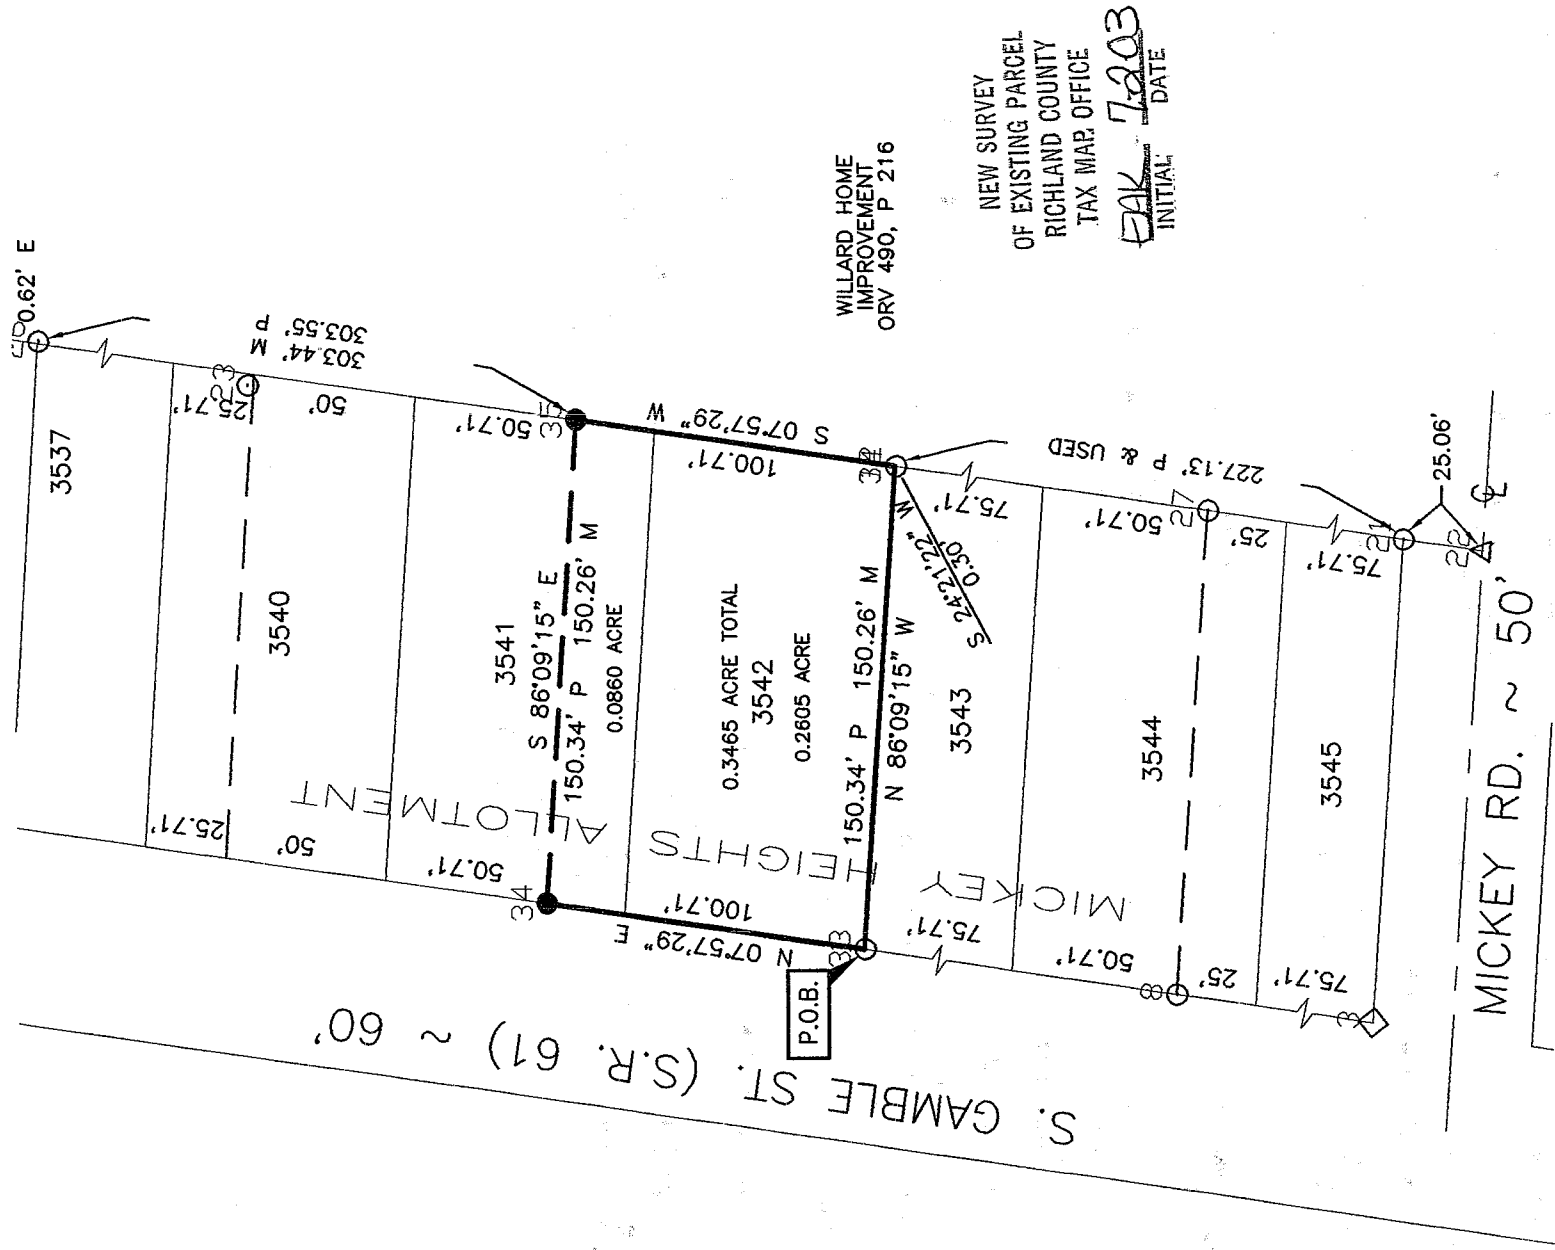 0.62' E
3537
303.44' M
303.55' P
23
25.71'
50'
50.71'
35
3540
3541
S 86°09'15" E
150.34' P 150.26' M
0.0860 ACRE
S 07°57'29" W
100.71'
0.3465 ACRE TOTAL
3542
0.2605 ACRE
150.34' P 150.26' M
N 86°09'15" W
S 24°21'22" W
0.30'
WILLARD HOME
IMPROVEMENT
ORV 490, P 216
NEW SURVEY
OF EXISTING PARCEL
RICHLAND COUNTY
TAX MAP OFFICE
7-2-03
INITIAL DATE
25.71'
50'
50.71'
34
N 07°57'29" E
100.71'
33
P.O.B.
MICKEY HEIGHTS ALLOTMENT
75.71'
50.71'
8
25'
75.71'
3
3543
3544
3545
75.71'
50.71'
27
25'
75.71'
21
22
227.13' P & USED
25.06'
S. GAMBLE ST. (S.R. 61) ~ 60'
MICKEY RD. ~ 50'